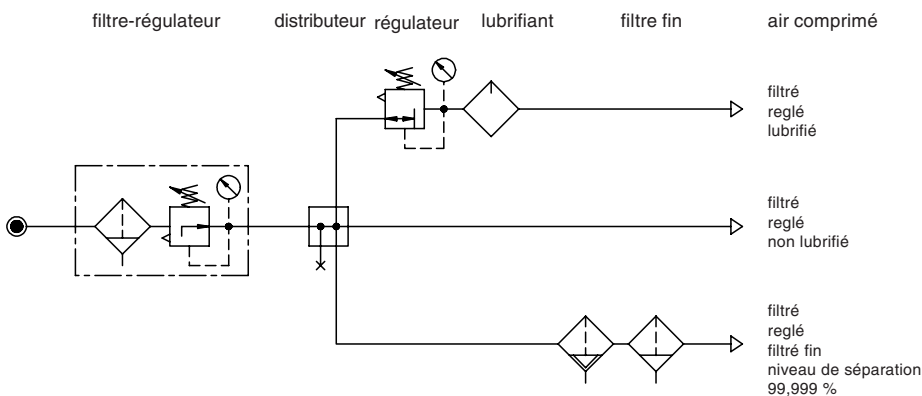 filtre-régulateur
distributeur
régulateur
lubrifiant
filtre fin
air comprimé
filtré
reglé
lubrifié
filtré
reglé
non lubrifié
filtré
reglé
filtré fin
niveau de séparation
99,999 %